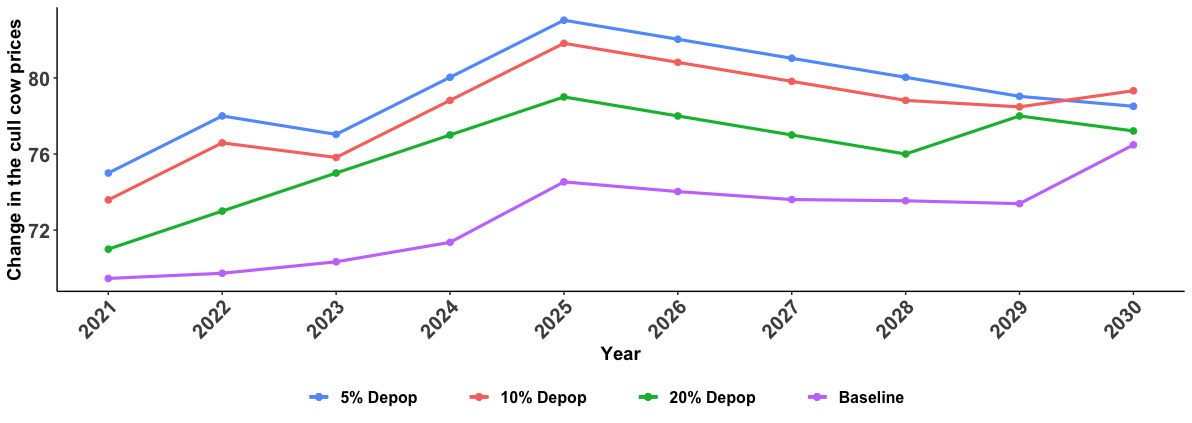 Change in the cull cow prices
80
76
72
2021 2022 2023 2024 2025 2026 2027 2028 2029 2030
Year
5% Depop 10% Depop 20% Depop Baseline